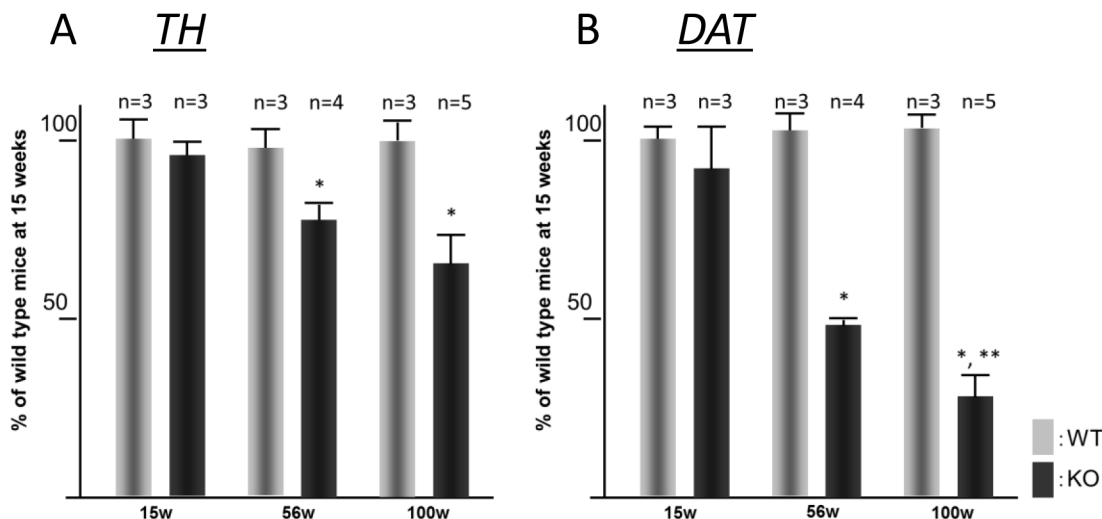 A TH
n=3 n=3 n=3 n=4 n=3 n=5
100
50
* *
% of wild type mice at 15 weeks
15w 56w 100w
B DAT
n=3 n=3 n=3 n=4 n=3 n=5
100
50
*
*, **
% of wild type mice at 15 weeks
15w 56w 100w
:WT
:KO